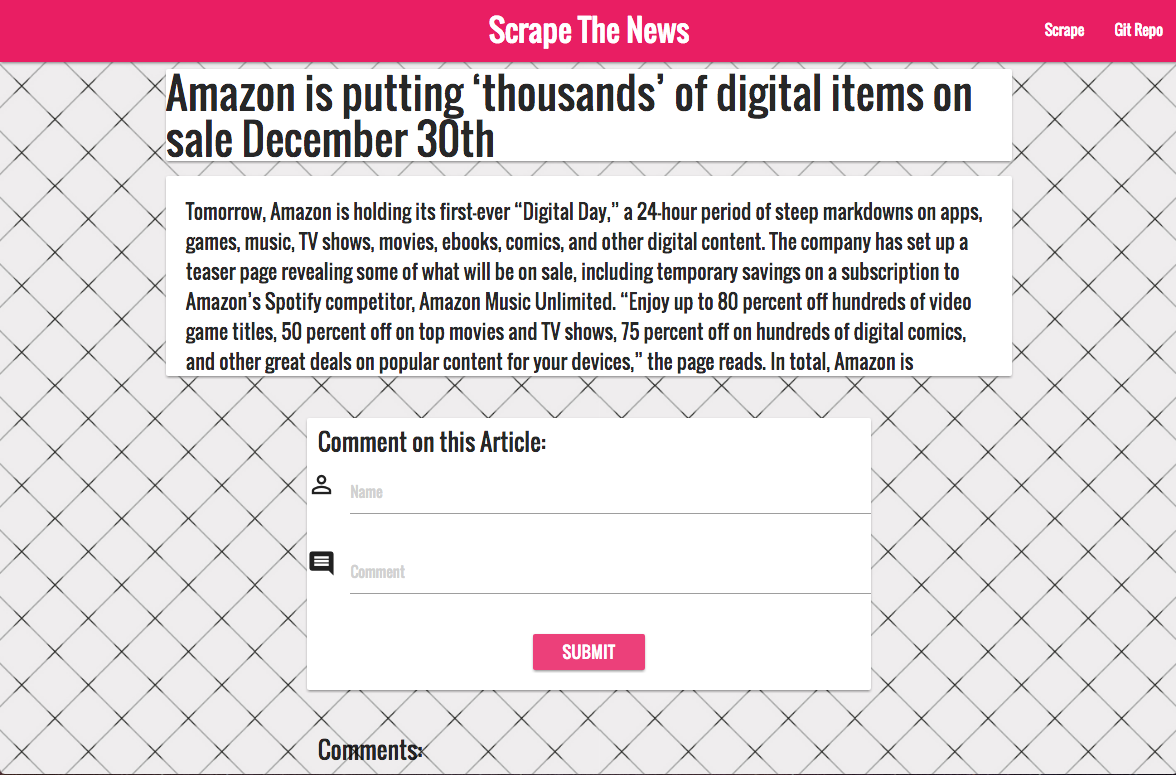 Scrape The News
Scrape
Git Repo
Amazon is putting ‘thousands’ of digital items on
sale December 30th
Tomorrow, Amazon is holding its first-ever “Digital Day,” a 24-hour period of steep markdowns on apps,
games, music, TV shows, movies, ebooks, comics, and other digital content. The company has set up a
teaser page revealing some of what will be on sale, including temporary savings on a subscription to
Amazon’s Spotify competitor, Amazon Music Unlimited. “Enjoy up to 80 percent off hundreds of video
game titles, 50 percent off on top movies and TV shows, 75 percent off on hundreds of digital comics,
and other great deals on popular content for your devices,” the page reads. In total, Amazon is
Comment on this Article:
Name
Comment
SUBMIT
Comments: